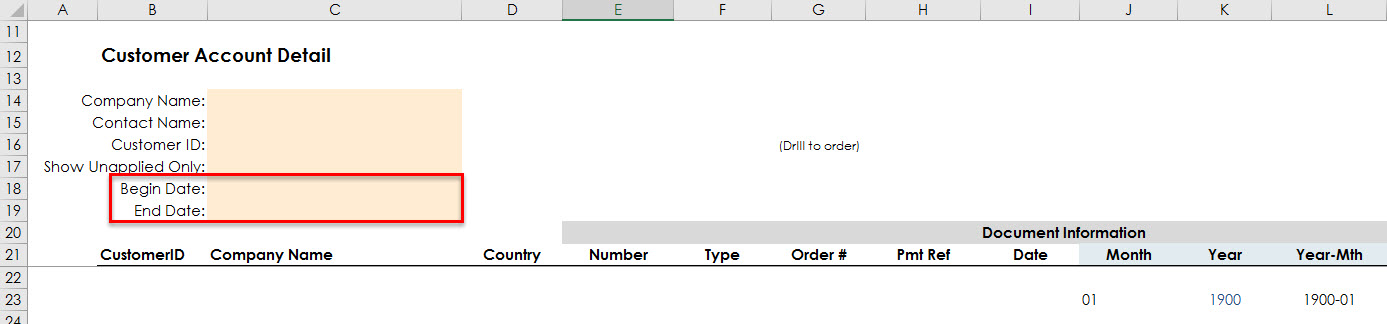 A B C D E F G H I J K L
11
12 Customer Account Detail
13
14 Company Name:
15 Contact Name:
16 Customer ID: (Drill to order)
17 Show Unapplied Only:
18 Begin Date:
19 End Date:
20 Document Information
21 CustomerID Company Name Country Number Type Order # Pmt Ref Date Month Year Year-Mth
22
23 01 1900 1900-01
24